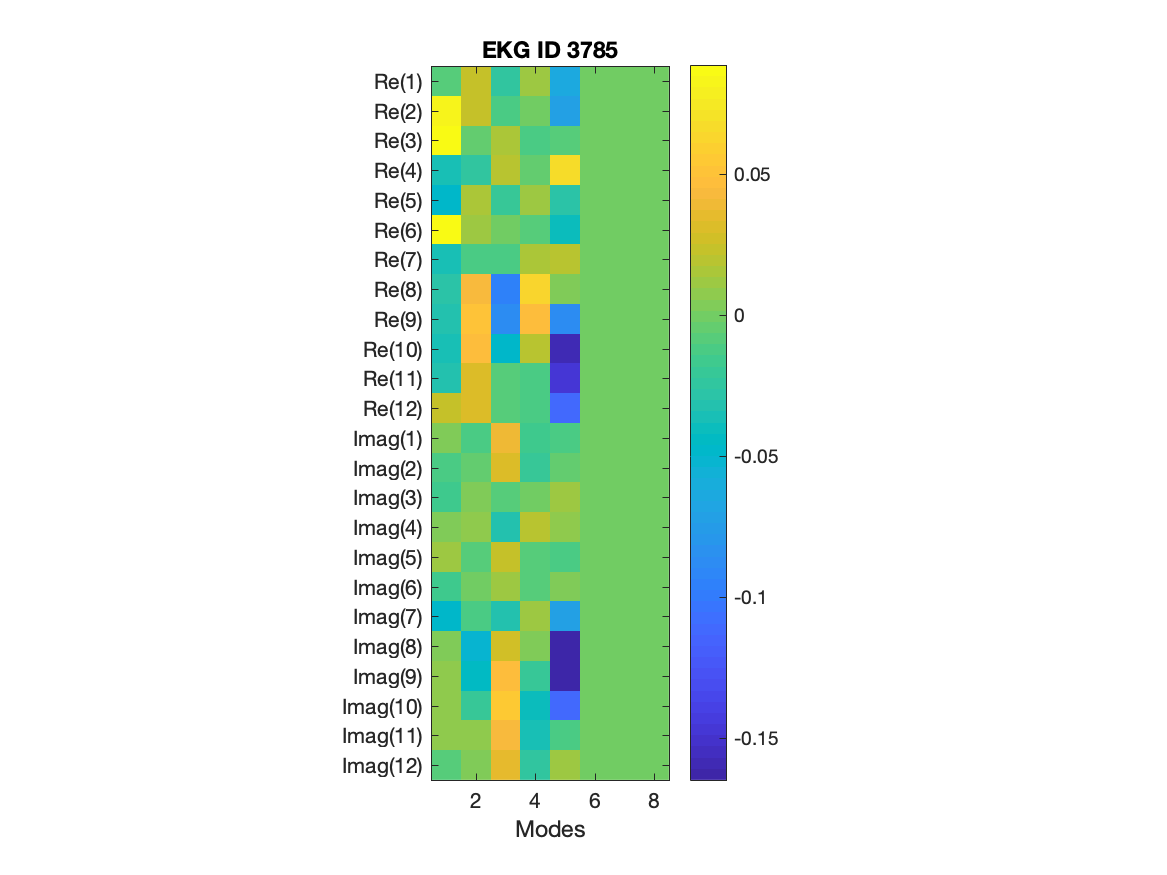 EKG ID 3785
Re(1)
Re(2)
Re(3)
Re(4)
Re(5)
Re(6)
Re(7)
Re(8)
Re(9)
Re(10)
Re(11)
Re(12)
Imag(1)
Imag(2)
Imag(3)
Imag(4)
Imag(5)
Imag(6)
Imag(7)
Imag(8)
Imag(9)
Imag(10)
Imag(11)
Imag(12)
2 4 6 8
Modes
0.05
0
-0.05
-0.1
-0.15